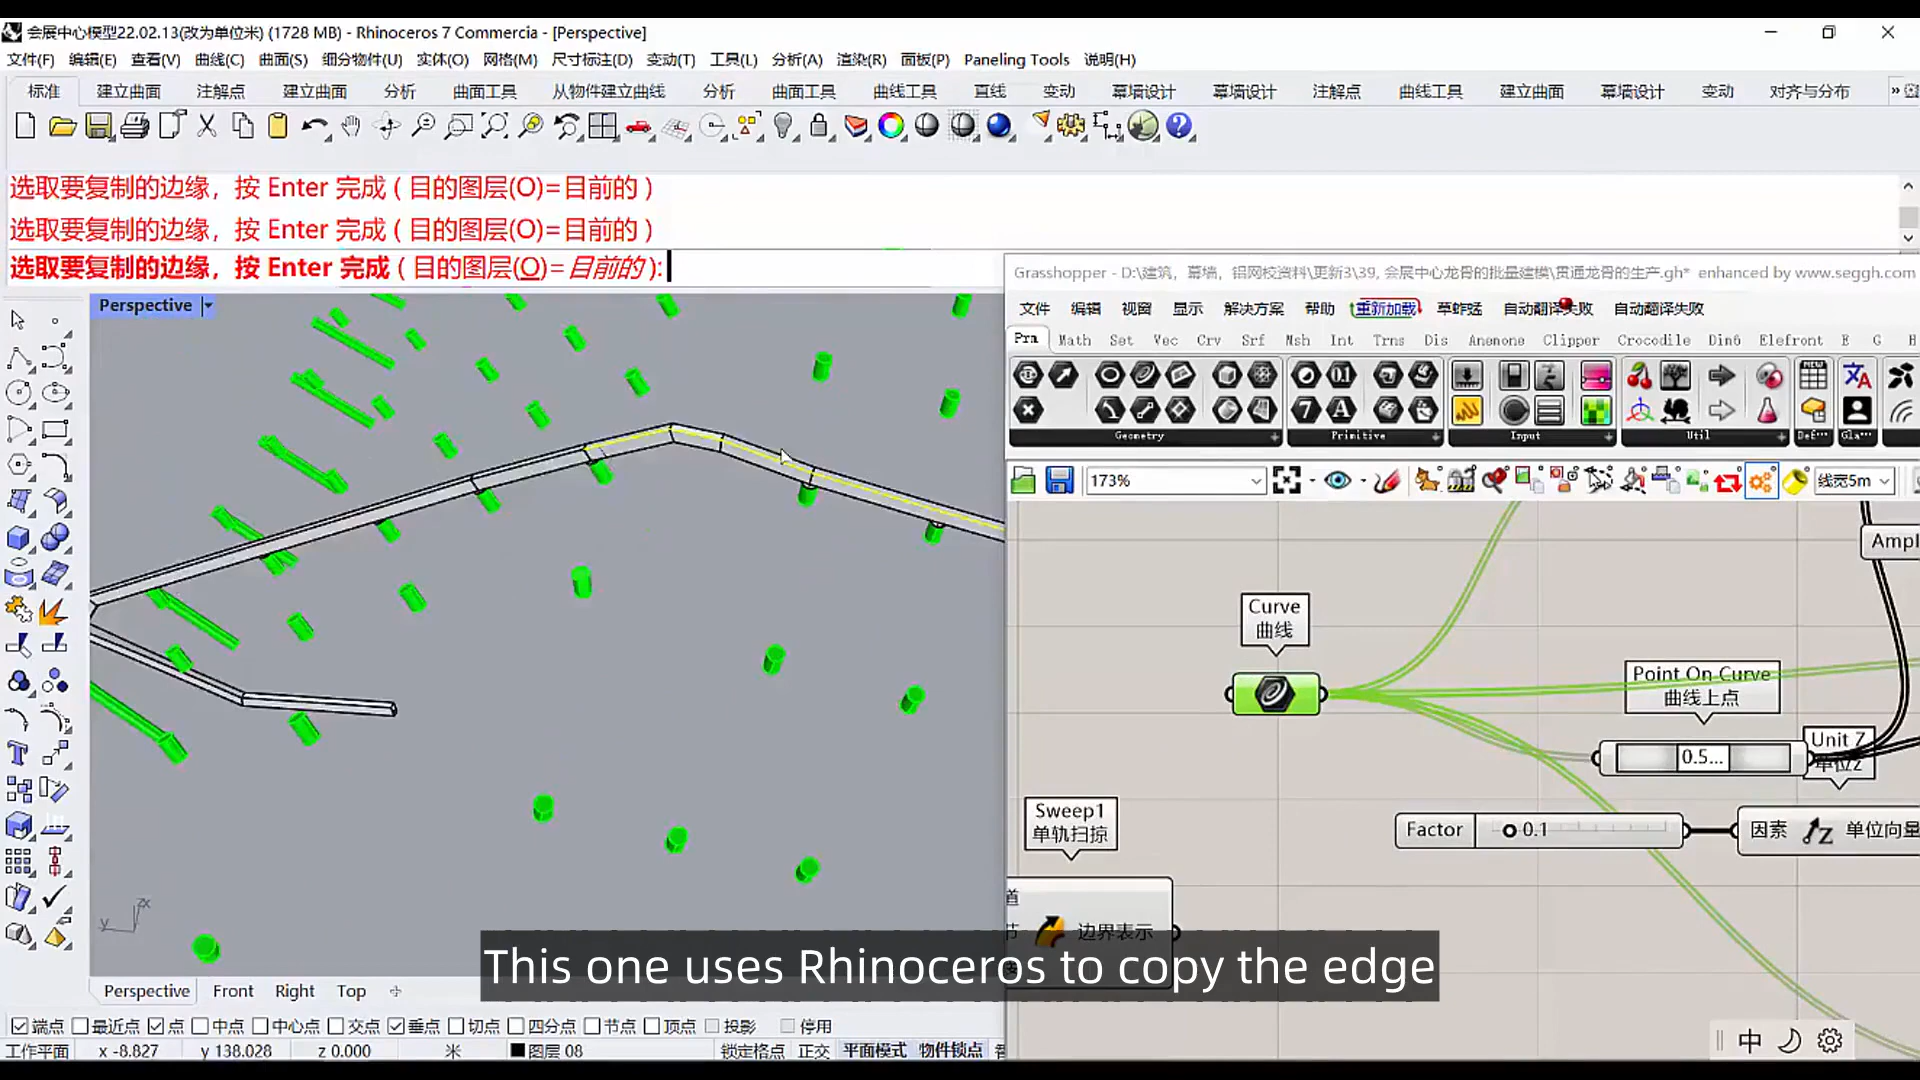 会展中心模型22.02.13(改为单位米) (1728 MB) - Rhinoceros 7 Commercia - [Perspective]
文件(F) 编辑(E) 查看(V) 曲线(C) 曲面(S) 细分物件(U) 实体(O) 网格(M) 尺寸标注(D) 变动(T) 工具(L) 分析(A) 渲染(R) 面板(P) Paneling Tools 说明(H)
标准 建立曲面 注解点 建立曲面 分析 曲面工具 从物件建立曲线 分析 曲面工具 曲线工具 直线 变动 幕墙设计 幕墙设计 注解点 曲线工具 建立曲面 幕墙设计 变动 对齐与分布
选取要复制的边缘，按 Enter 完成 ( 目的图层(O)=目前的 )
选取要复制的边缘，按 Enter 完成 ( 目的图层(O)=目前的 )
选取要复制的边缘，按 Enter 完成 ( 目的图层(O)=目前的 ):
Perspective
Grasshopper - D:\建筑，幕墙，铝网校资料\更新3\39, 会展中心龙骨的批量建模\贯通龙骨的生产.gh* enhanced by www.seggh.com
文件 编辑 视窗 显示 解决方案 帮助 重新加载 草蚱蜢 自动翻译失败 自动翻译失败
Prm Math Set Vec Crv Srf Msh Int Trns Dis Anemone Clipper Crocodile Din6 Elefront E G H
Geometry Primitive Input Util
173%
线宽5m
Ampl
Curve
曲线
Point On Curve
曲线上点
0.5...
Unit Z
单位Z
Factor 0.1
因素 单位向量
Sweep1
单轨扫掠
道
边界表示
This one uses Rhinoceros to copy the edge
Perspective Front Right Top
端点 最近点 点 中点 中心点 交点 垂点 切点 四分点 节点 顶点 投影 停用
工作平面 x -8.827 y 138.028 z 0.000 米 图层 08 锁定格点 正交 平面模式 物件锁点
中